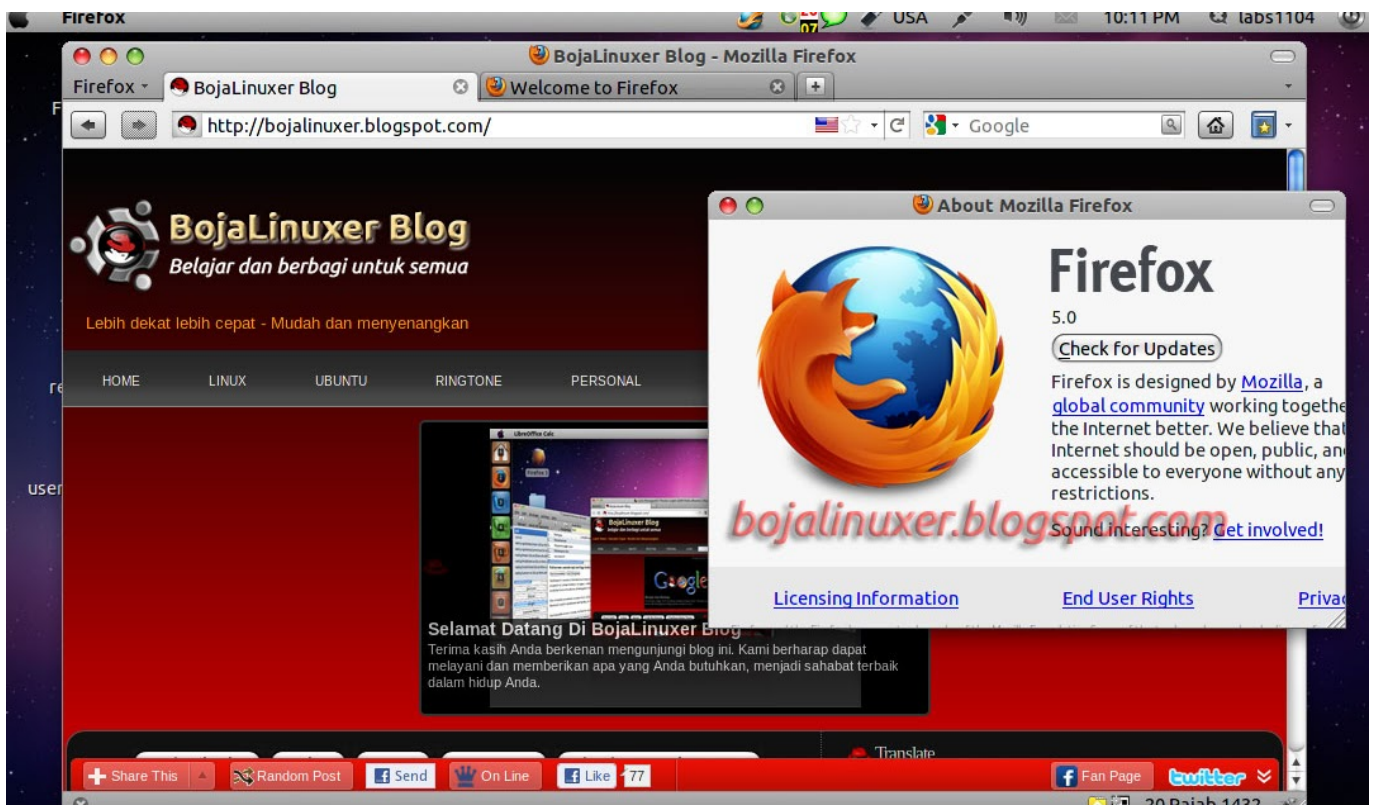 Firefox
USA
10:11 PM
labs1104
BojaLinuxer Blog - Mozilla Firefox
Firefox
BojaLinuxer Blog
Welcome to Firefox
http://bojalinuxer.blogspot.com/
Google
BojaLinuxer Blog
Belajar dan berbagi untuk semua
Lebih dekat lebih cepat - Mudah dan menyenangkan
HOME
LINUX
UBUNTU
RINGTONE
PERSONAL
About Mozilla Firefox
Firefox
5.0
Check for Updates
Firefox is designed by Mozilla, a
global community working togethe
the Internet better. We believe that
Internet should be open, public, and
accessible to everyone without any
restrictions.
Sound interesting? Get involved!
bojalinuxer.blogspot.com
Licensing Information
End User Rights
Priva
LibreOffice Calc
BojaLinuxer Blog
Google
Selamat Datang Di BojaLinuxer Blog
Terima kasih Anda berkenan mengunjungi blog ini. Kami berharap dapat
melayani dan memberikan apa yang Anda butuhkan, menjadi sahabat terbaik
dalam hidup Anda.
Translate
Share This
Random Post
Send
On Line
Like
77
Fan Page
twitter
20 Rajab 1432